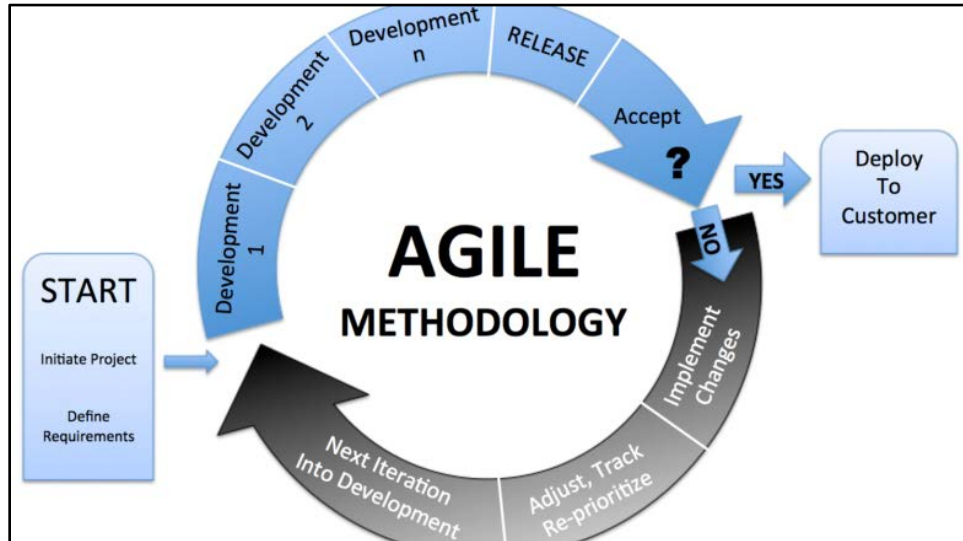 START
Initiate Project
Define
Requirements
Development
1
Development
2
Development
n
RELEASE
Accept
?
YES
Deploy
To
Customer
NO
Implement
Changes
Adjust, Track
Re-prioritize
Next Iteration
Into Development
AGILE
METHODOLOGY